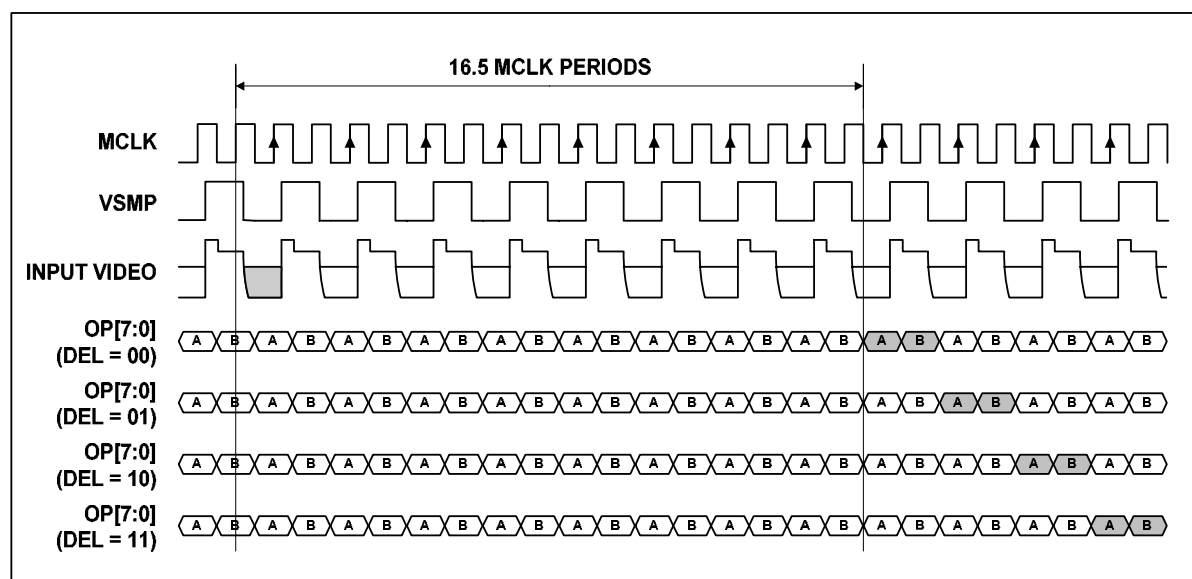 16.5 MCLK PERIODS
MCLK
VSMP
INPUT VIDEO
OP[7:0]
(DEL = 00)
A B A B A B A B A B A B A B A B A B A B A B A B A B
OP[7:0]
(DEL = 01)
A B A B A B A B A B A B A B A B A B A B A B A B A B
OP[7:0]
(DEL = 10)
A B A B A B A B A B A B A B A B A B A B A B A B A B
OP[7:0]
(DEL = 11)
A B A B A B A B A B A B A B A B A B A B A B A B A B